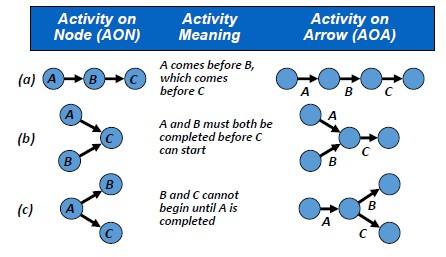 Activity on Activity Activity on
Node (AON) Meaning Arrow (AOA)
(a) A B C
A comes before B,
which comes
before C
A B C
(b) A B C
A and B must both be
completed before C
can start
A B C
(c) A B C
B and C cannot
begin until A is
completed
A B C